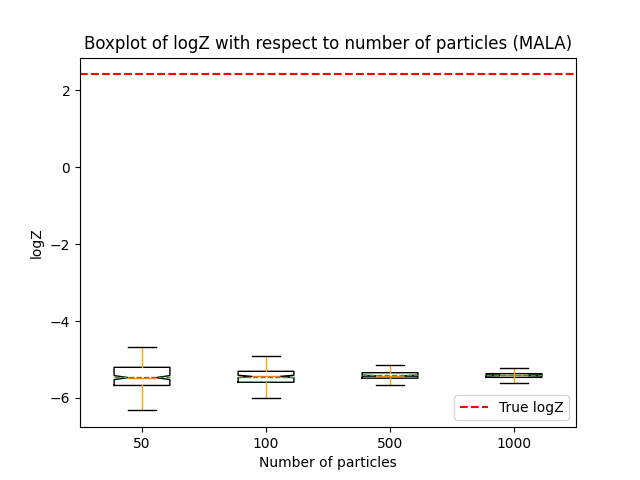 Boxplot of logZ with respect to number of particles (MALA)
2
0
−2
−4
−6
logZ
50 100 500 1000
Number of particles
True logZ